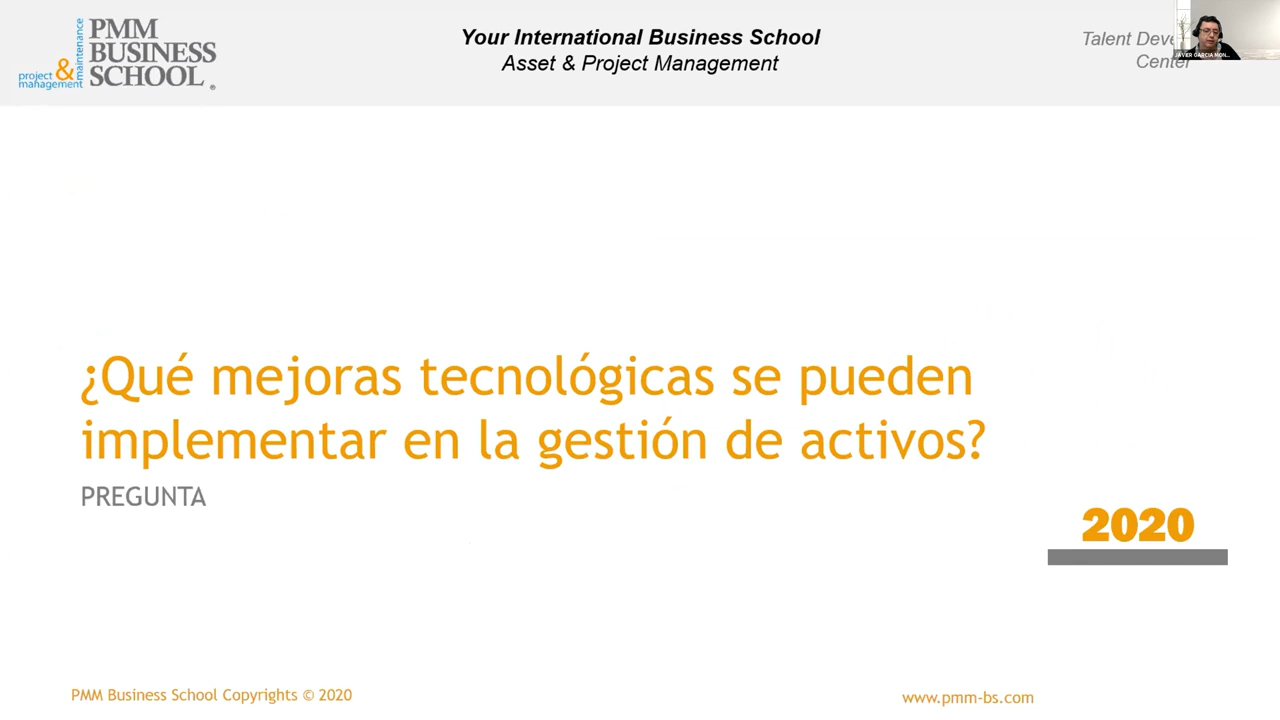 project & management
maintenance
PMM
BUSINESS
SCHOOL®
Your International Business School
Asset & Project Management
Talent Deve
Center
GARCIA
¿Qué mejoras tecnológicas se pueden
implementar en la gestión de activos?
PREGUNTA
2020
PMM Business School Copyrights © 2020
www.pmm-bs.com